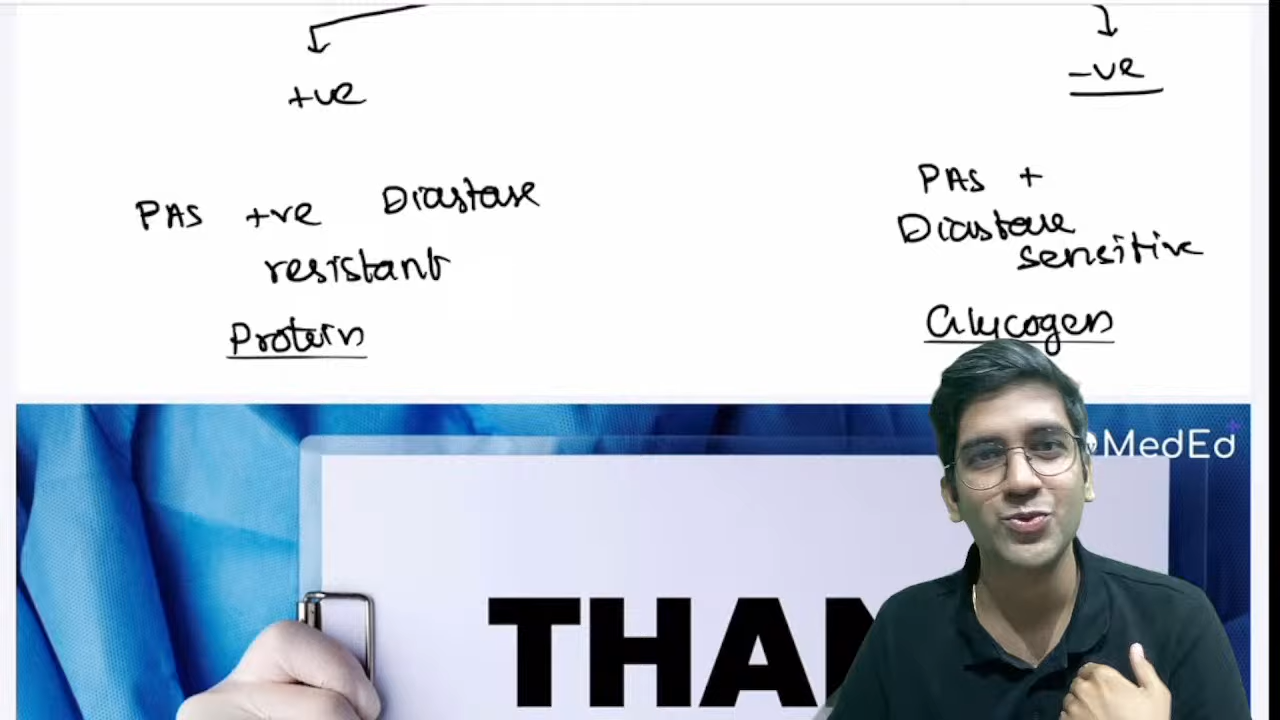 +ve
-ve
PAS +ve Diastase
resistant
Protein
PAS +
Diastase
sensitive
Glycogen
MedEd
THAN